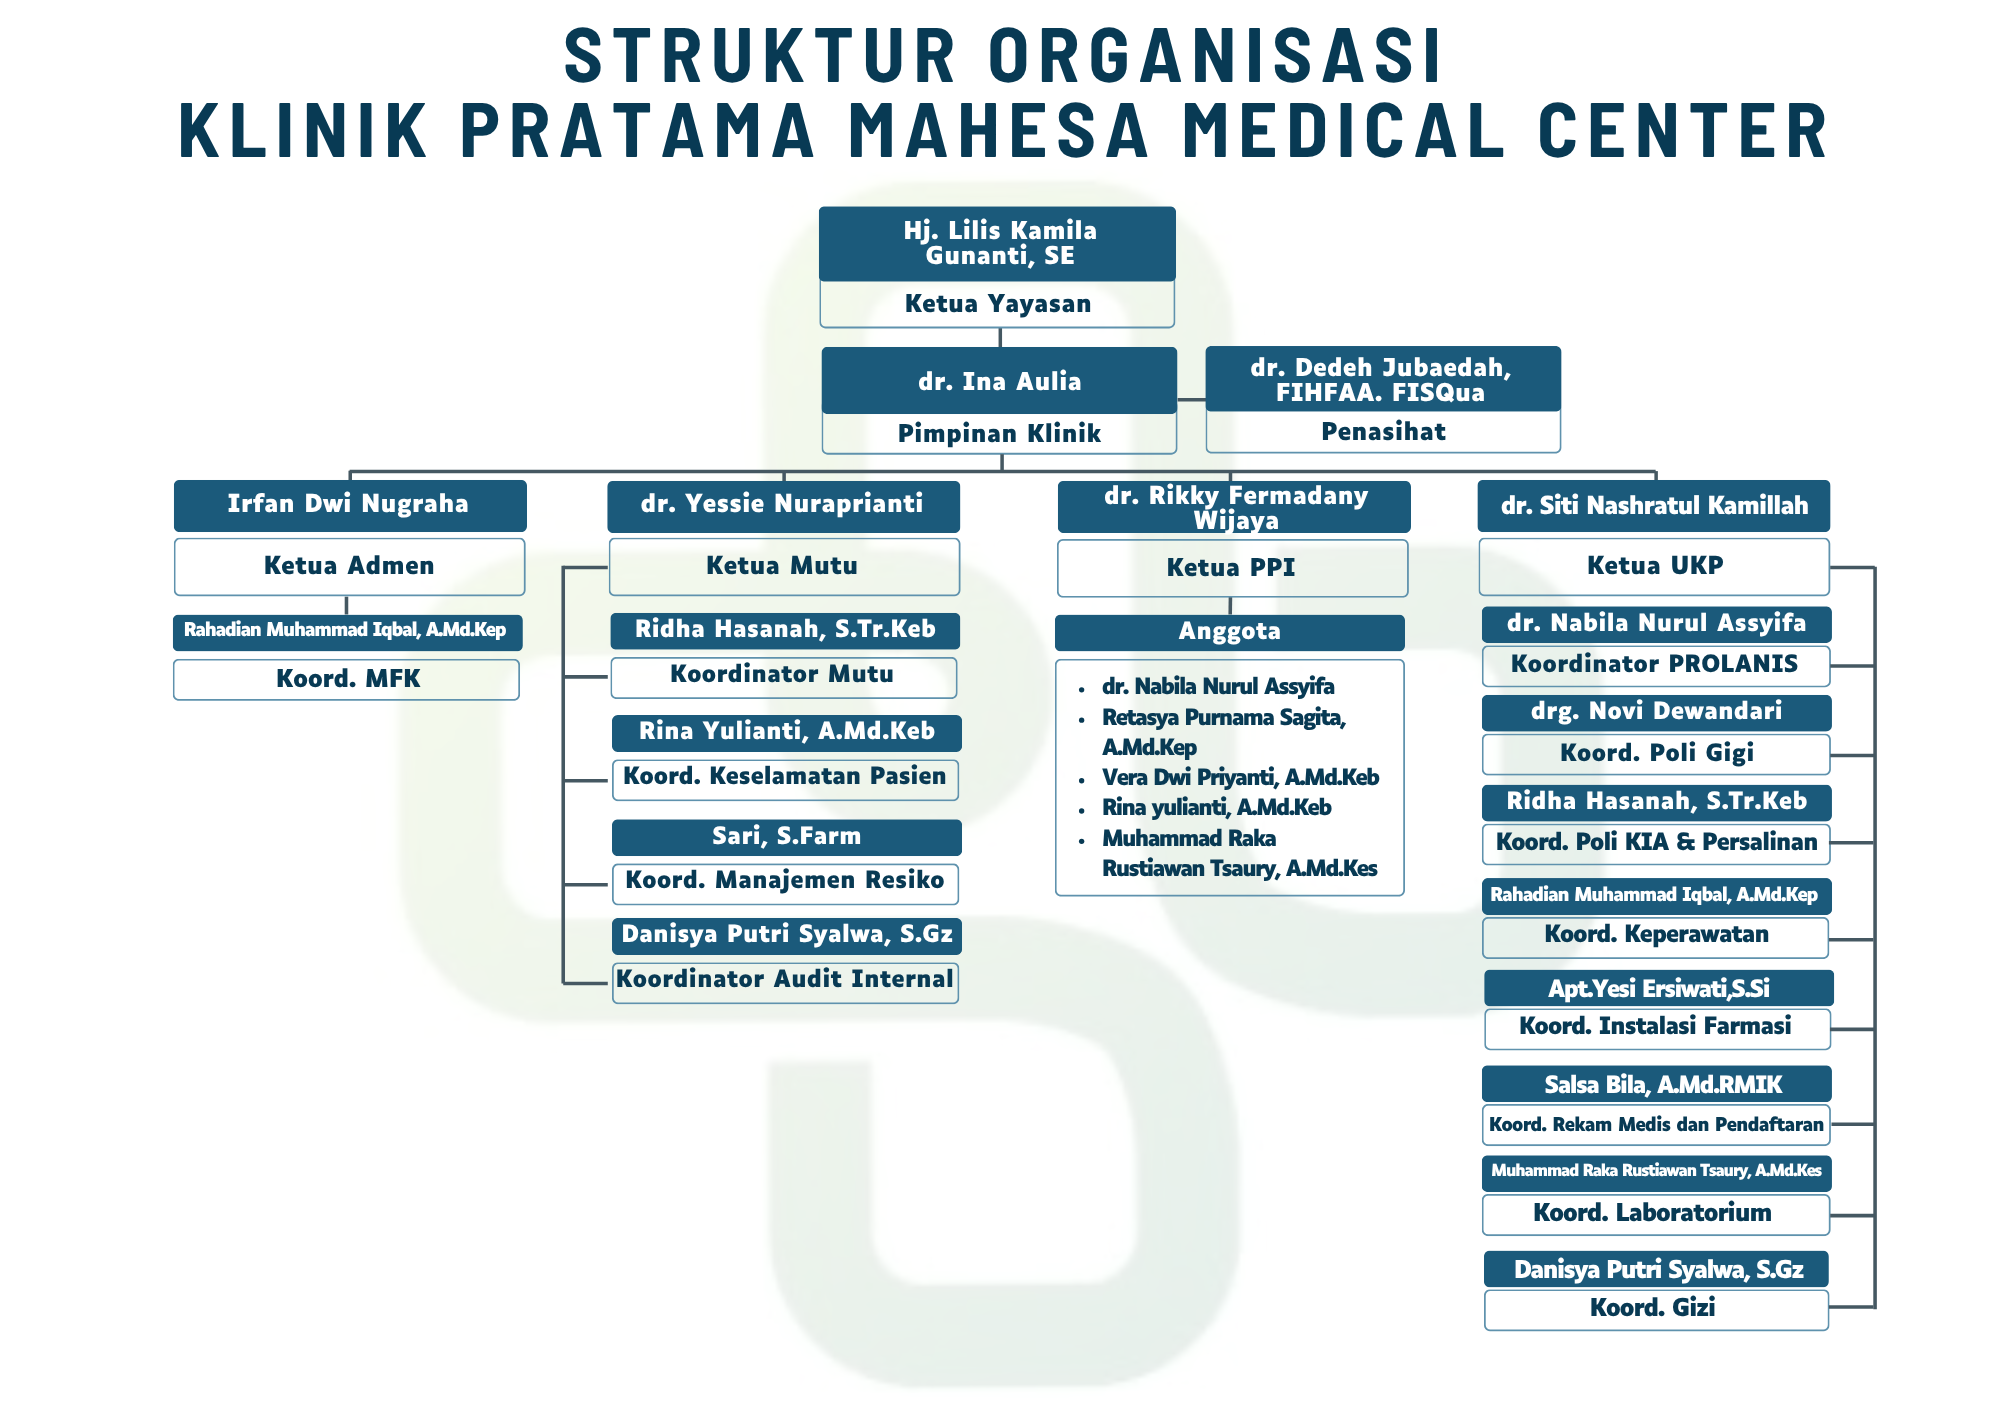 STRUKTUR ORGANISASI
KLINIK PRATAMA MAHESA MEDICAL CENTER
Hj. Lilis Kamila
Gunanti, SE
Ketua Yayasan
dr. Ina Aulia
Pimpinan Klinik
dr. Dedeh Jubaedah,
FIHFAA. FISQua
Penasihat
Irfan Dwi Nugraha
Ketua Admen
Rahadian Muhammad Iqbal, A.Md.Kep
Koord. MFK
dr. Yessie Nuraprianti
Ketua Mutu
Ridha Hasanah, S.Tr.Keb
Koordinator Mutu
Rina Yulianti, A.Md.Keb
Koord. Keselamatan Pasien
Sari, S.Farm
Koord. Manajemen Resiko
Danisya Putri Syalwa, S.Gz
Koordinator Audit Internal
dr. Rikky Fermadany
Wijaya
Ketua PPI
Anggota
• dr. Nabila Nurul Assyifa
• Retasya Purnama Sagita,
A.Md.Kep
• Vera Dwi Priyanti, A.Md.Keb
• Rina yulianti, A.Md.Keb
• Muhammad Raka
Rustiawan Tsaury, A.Md.Kes
dr. Siti Nashratul Kamillah
Ketua UKP
dr. Nabila Nurul Assyifa
Koordinator PROLANIS
drg. Novi Dewandari
Koord. Poli Gigi
Ridha Hasanah, S.Tr.Keb
Koord. Poli KIA & Persalinan
Rahadian Muhammad Iqbal, A.Md.Kep
Koord. Keperawatan
Apt.Yesi Ersiwati,S.Si
Koord. Instalasi Farmasi
Salsa Bila, A.Md.RMIK
Koord. Rekam Medis dan Pendaftaran
Muhammad Raka Rustiawan Tsaury, A.Md.Kes
Koord. Laboratorium
Danisya Putri Syalwa, S.Gz
Koord. Gizi